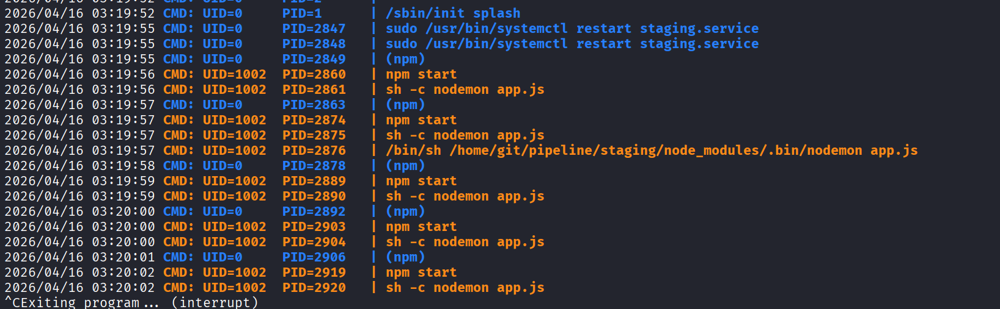 2026/04/16 03:19:52 CMD: UID=0     PID=2      |
2026/04/16 03:19:52 CMD: UID=0     PID=1      | /sbin/init splash
2026/04/16 03:19:55 CMD: UID=0     PID=2847   | sudo /usr/bin/systemctl restart staging.service
2026/04/16 03:19:55 CMD: UID=0     PID=2848   | sudo /usr/bin/systemctl restart staging.service
2026/04/16 03:19:55 CMD: UID=0     PID=2849   | (npm)
2026/04/16 03:19:56 CMD: UID=1002  PID=2860   | npm start
2026/04/16 03:19:56 CMD: UID=1002  PID=2861   | sh -c nodemon app.js
2026/04/16 03:19:57 CMD: UID=0     PID=2863   | (npm)
2026/04/16 03:19:57 CMD: UID=1002  PID=2874   | npm start
2026/04/16 03:19:57 CMD: UID=1002  PID=2875   | sh -c nodemon app.js
2026/04/16 03:19:57 CMD: UID=1002  PID=2876   | /bin/sh /home/git/pipeline/staging/node_modules/.bin/nodemon app.js
2026/04/16 03:19:58 CMD: UID=0     PID=2878   | (npm)
2026/04/16 03:19:59 CMD: UID=1002  PID=2889   | npm start
2026/04/16 03:19:59 CMD: UID=1002  PID=2890   | sh -c nodemon app.js
2026/04/16 03:20:00 CMD: UID=0     PID=2892   | (npm)
2026/04/16 03:20:00 CMD: UID=1002  PID=2903   | npm start
2026/04/16 03:20:00 CMD: UID=1002  PID=2904   | sh -c nodemon app.js
2026/04/16 03:20:01 CMD: UID=0     PID=2906   | (npm)
2026/04/16 03:20:02 CMD: UID=1002  PID=2919   | npm start
2026/04/16 03:20:02 CMD: UID=1002  PID=2920   | sh -c nodemon app.js
^CExiting program... (interrupt)